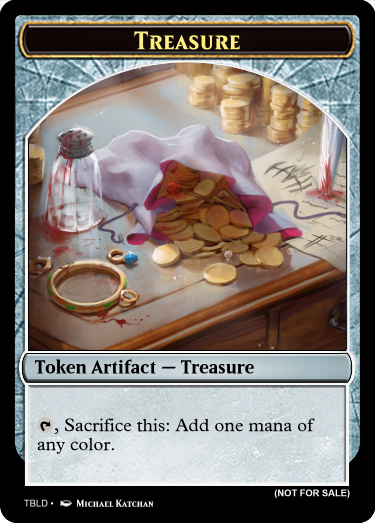 TREASURE
Token Artifact — Treasure
, Sacrifice this: Add one mana of
any color.
(NOT FOR SALE)
TBLD • MICHAEL KATCHAN